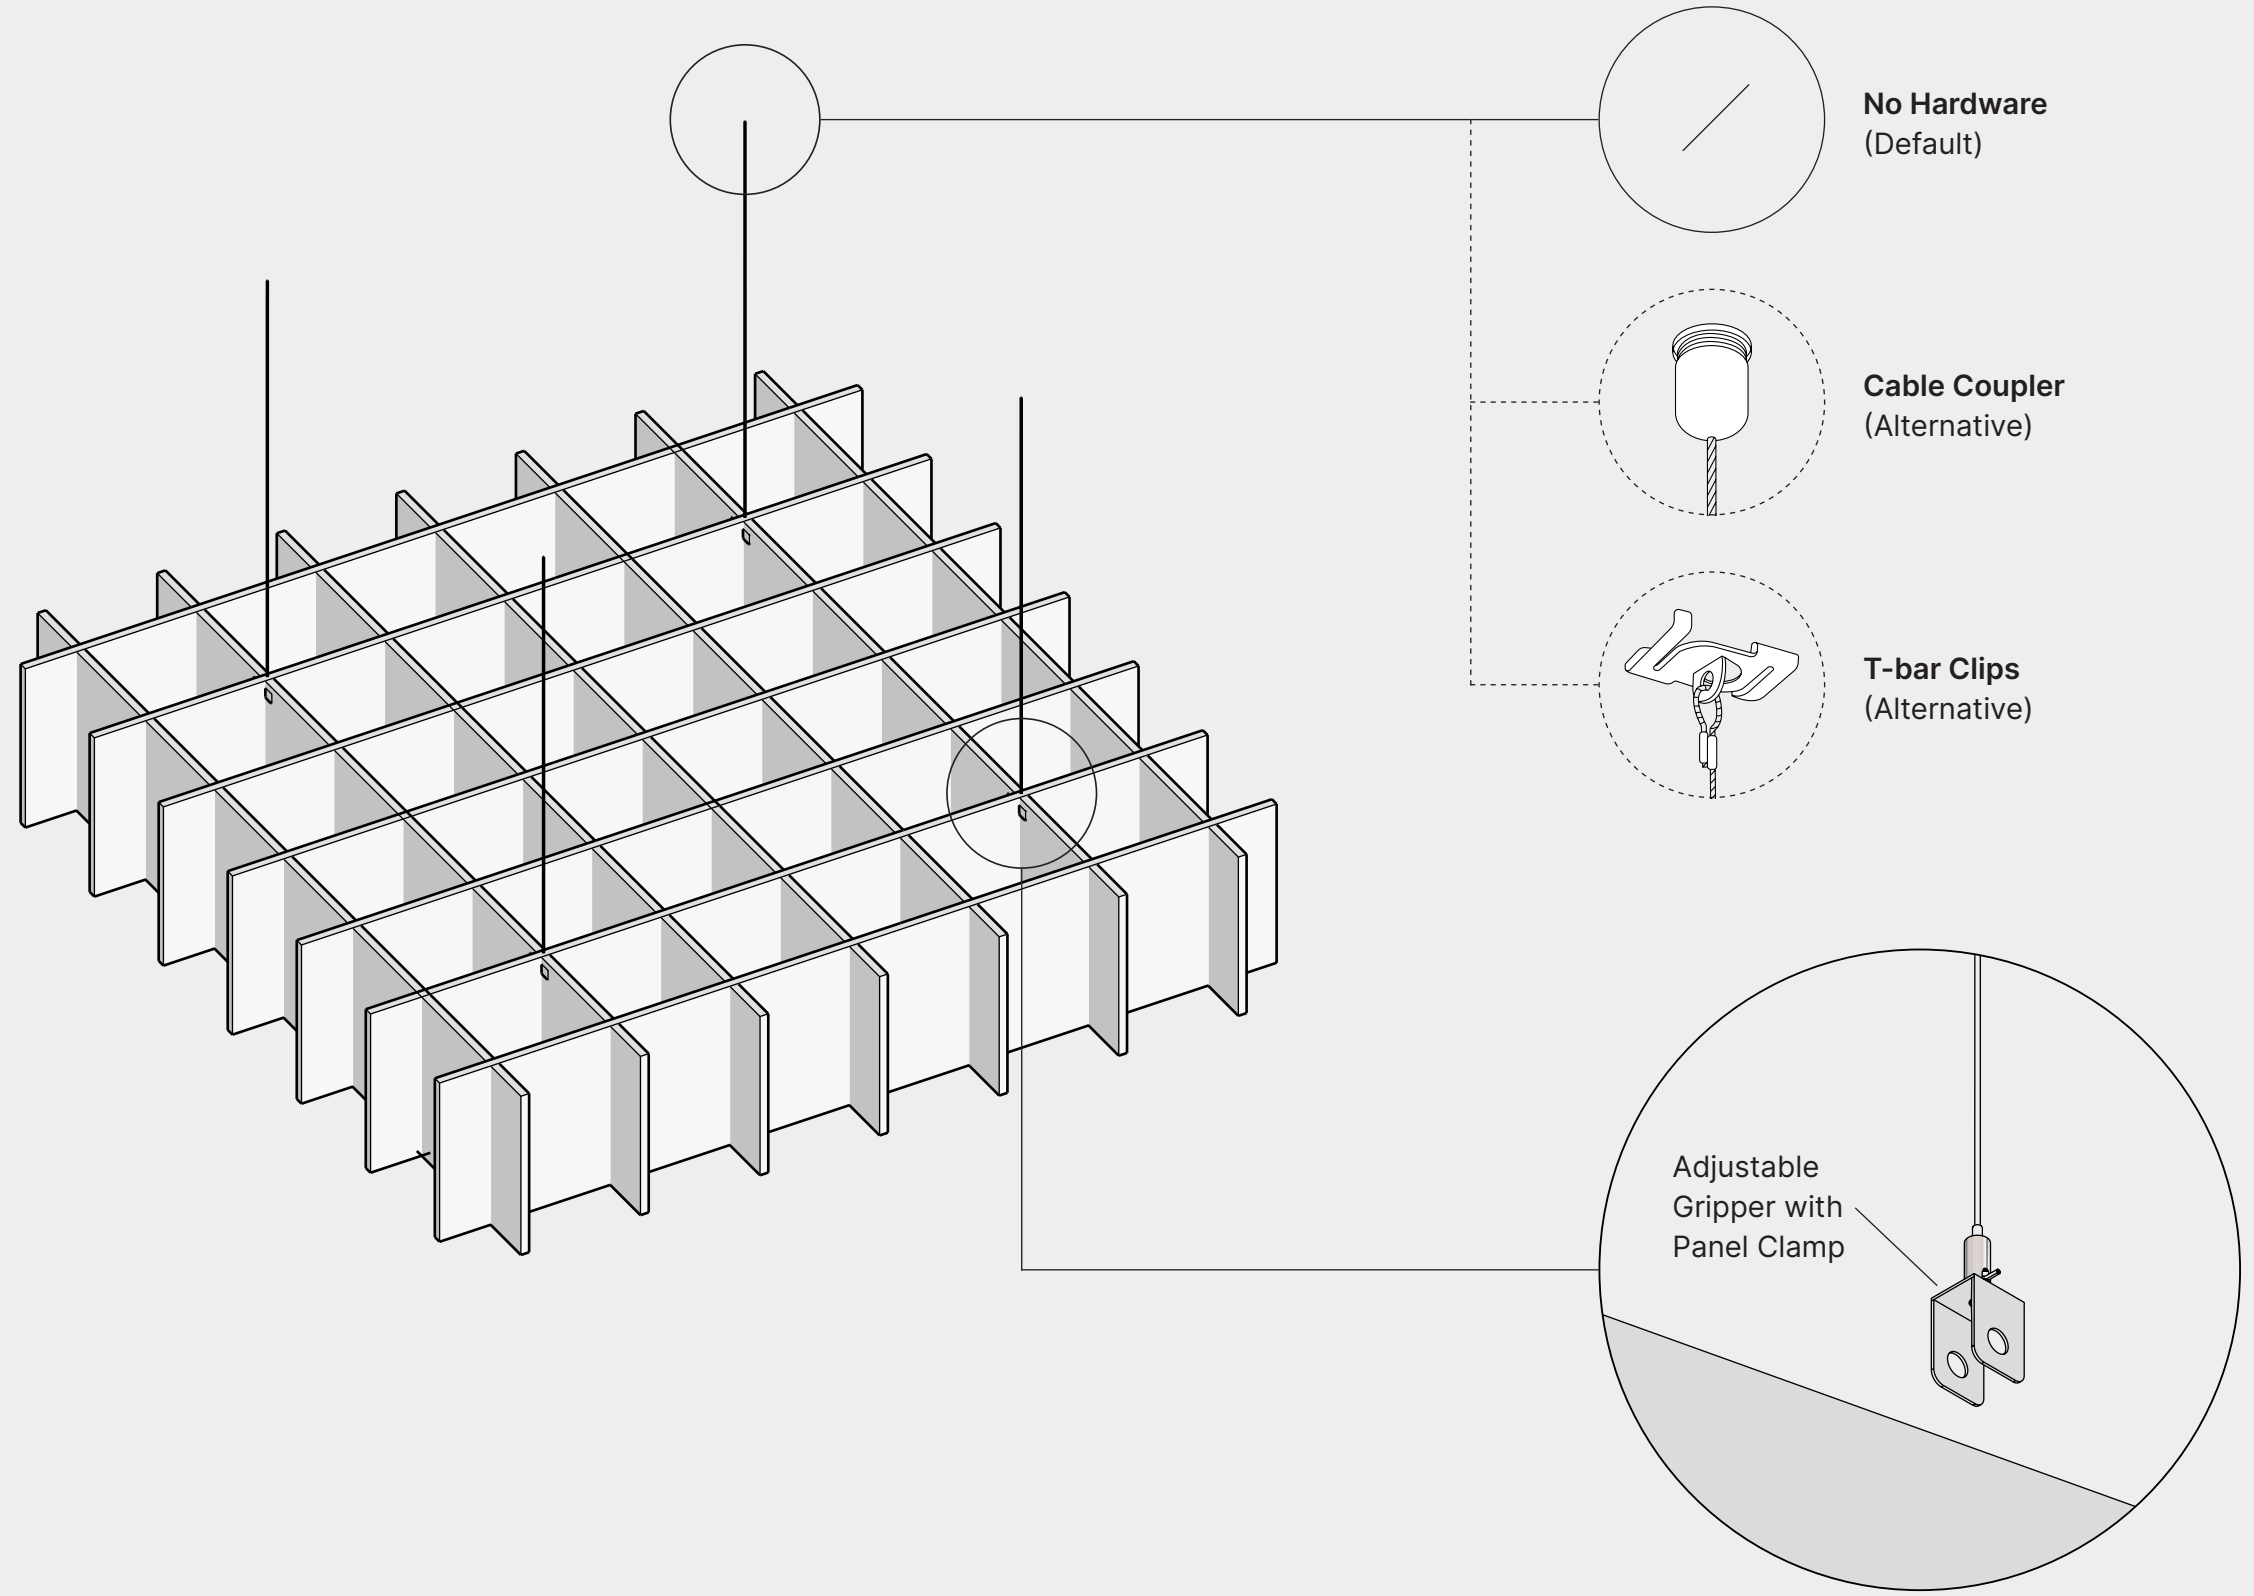 No Hardware
(Default)
Cable Coupler
(Alternative)
T-bar Clips
(Alternative)
Adjustable
Gripper with
Panel Clamp